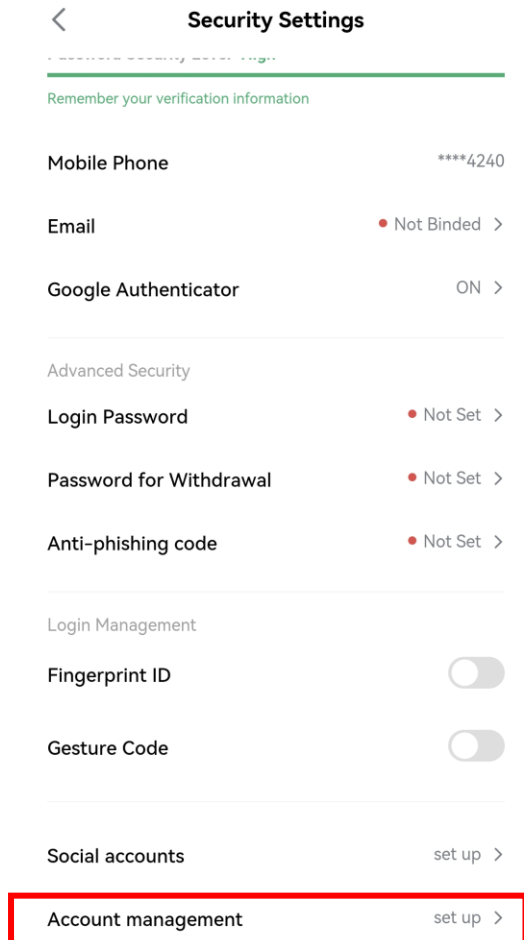 Security Settings
Remember your verification information
Mobile Phone ****4240
Email Not Binded
Google Authenticator ON
Advanced Security
Login Password Not Set
Password for Withdrawal Not Set
Anti-phishing code Not Set
Login Management
Fingerprint ID
Gesture Code
Social accounts set up
Account management set up